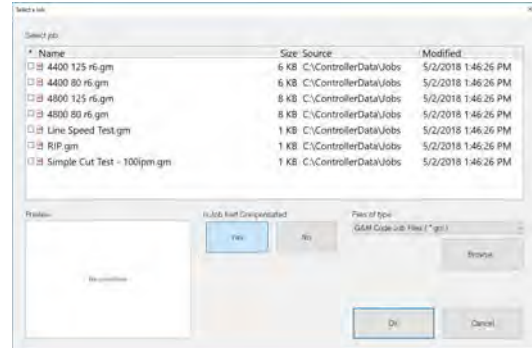 Select a Job
Select job
* Name Size Source Modified
4400 125 r6.gm 6 KB C:\ControllerData\Jobs 5/2/2018 1:46:26 PM
4400 80 r6.gm 6 KB C:\ControllerData\Jobs 5/2/2018 1:46:26 PM
4800 125 r6.gm 8 KB C:\ControllerData\Jobs 5/2/2018 1:46:26 PM
4800 80 r6.gm 8 KB C:\ControllerData\Jobs 5/2/2018 1:46:26 PM
Line Speed Test.gm 1 KB C:\ControllerData\Jobs 5/2/2018 1:46:26 PM
RIP.gm 1 KB C:\ControllerData\Jobs 5/2/2018 1:46:26 PM
Simple Cut Test - 100ipm.gm 1 KB C:\ControllerData\Jobs 5/2/2018 1:46:26 PM
Preview Is Job Kerf Compensated Files of type
Yes No G&M Code Job Files ( *.gm )
Browse
Ok Cancel